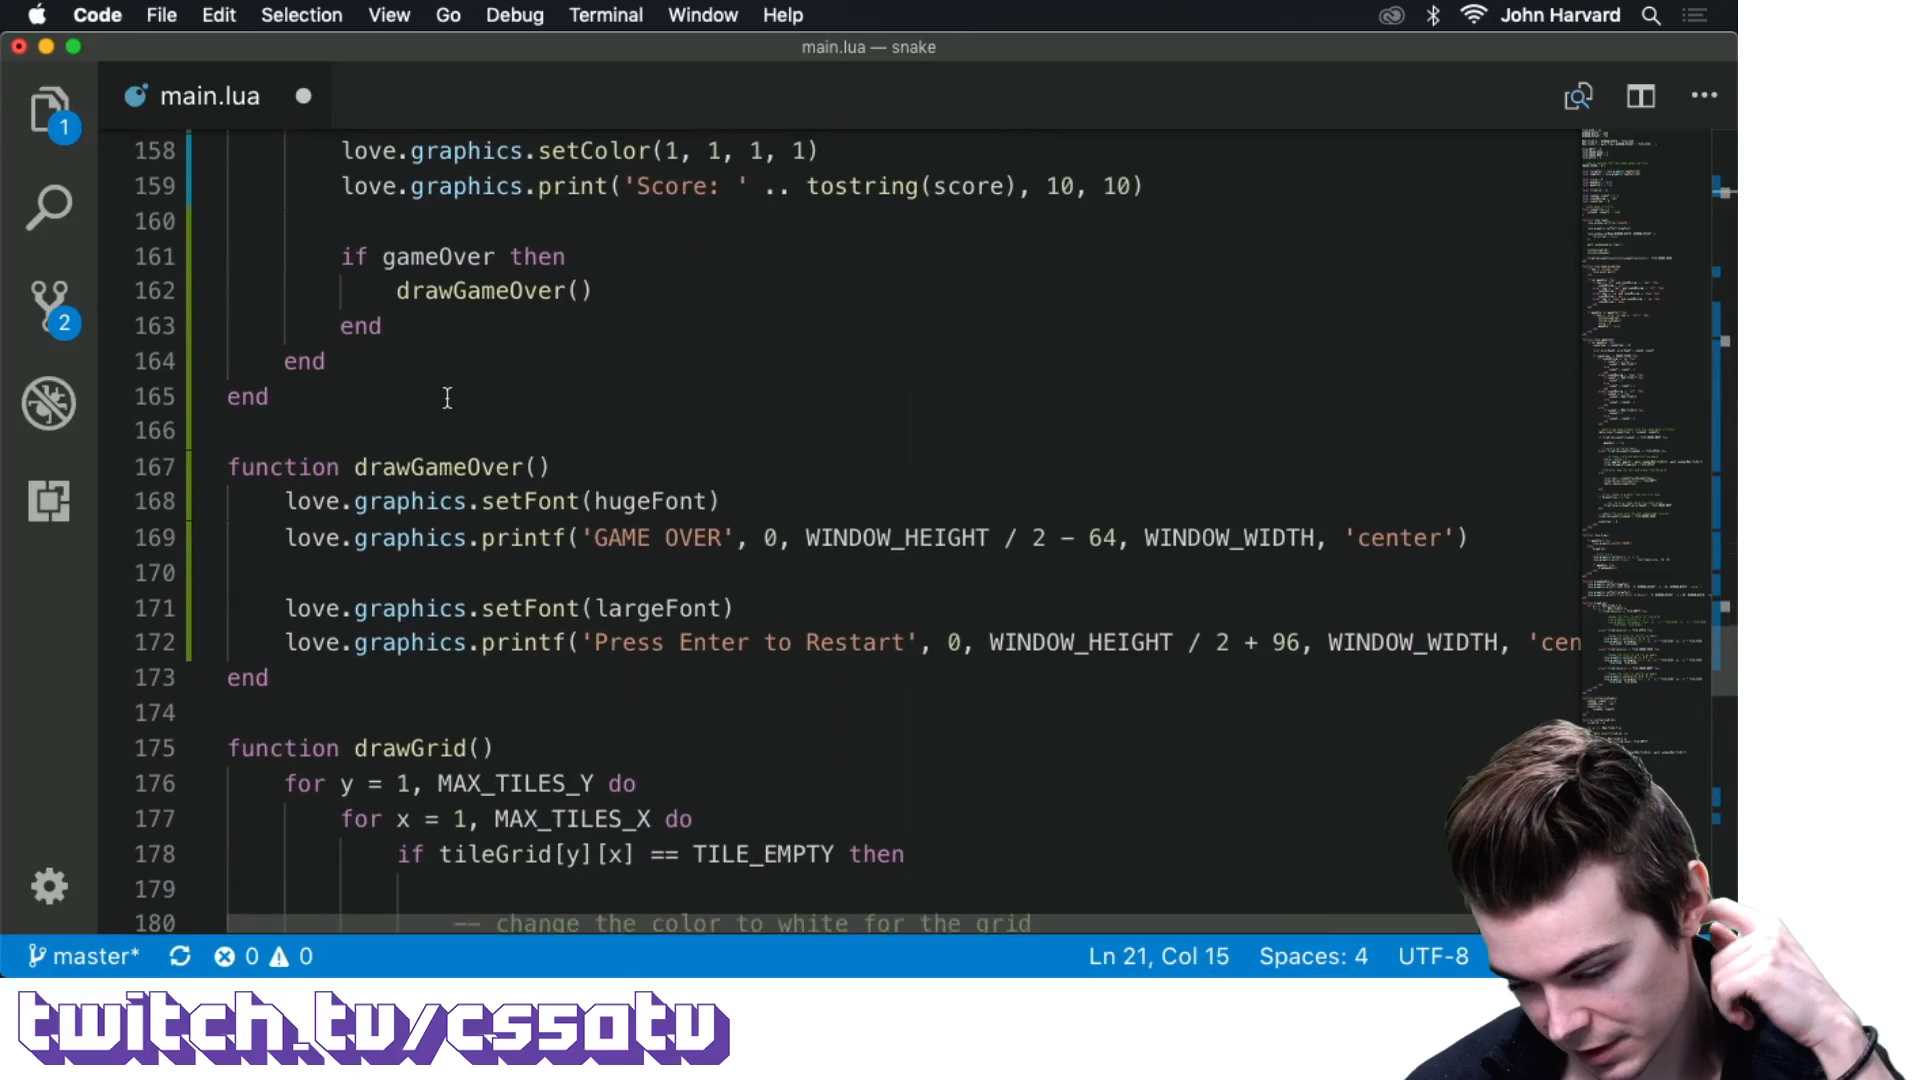 Code File Edit Selection View Go Debug Terminal Window Help John Harvard
main.lua — snake
main.lua
1
2
158 love.graphics.setColor(1, 1, 1, 1)
159 love.graphics.print('Score: ' .. tostring(score), 10, 10)
160
161 if gameOver then
162 drawGameOver()
163 end
164 end
165 end
166
167 function drawGameOver()
168 love.graphics.setFont(hugeFont)
169 love.graphics.printf('GAME OVER', 0, WINDOW_HEIGHT / 2 - 64, WINDOW_WIDTH, 'center')
170
171 love.graphics.setFont(largeFont)
172 love.graphics.printf('Press Enter to Restart', 0, WINDOW_HEIGHT / 2 + 96, WINDOW_WIDTH, 'cen
173 end
174
175 function drawGrid()
176 for y = 1, MAX_TILES_Y do
177 for x = 1, MAX_TILES_X do
178 if tileGrid[y][x] == TILE_EMPTY then
179
180 -- change the color to white for the grid
master* 0 0 Ln 21, Col 15 Spaces: 4 UTF-8
twitch.tv/cs50tv